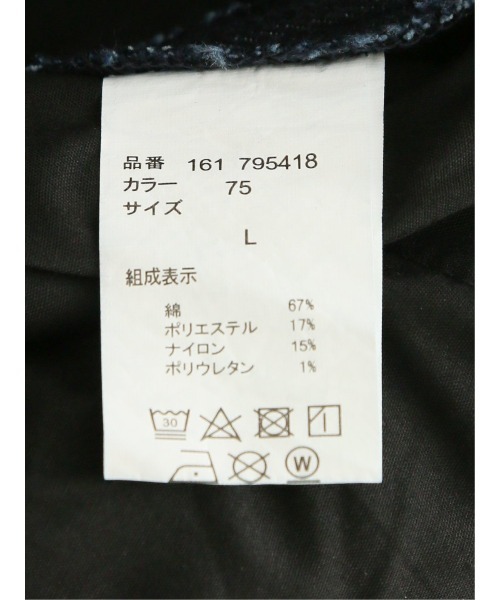 品番 161 795418
カラー 75
サイズ
L
組成表示
綿 67%
ポリエステル 17%
ナイロン 15%
ポリウレタン 1%
30
W